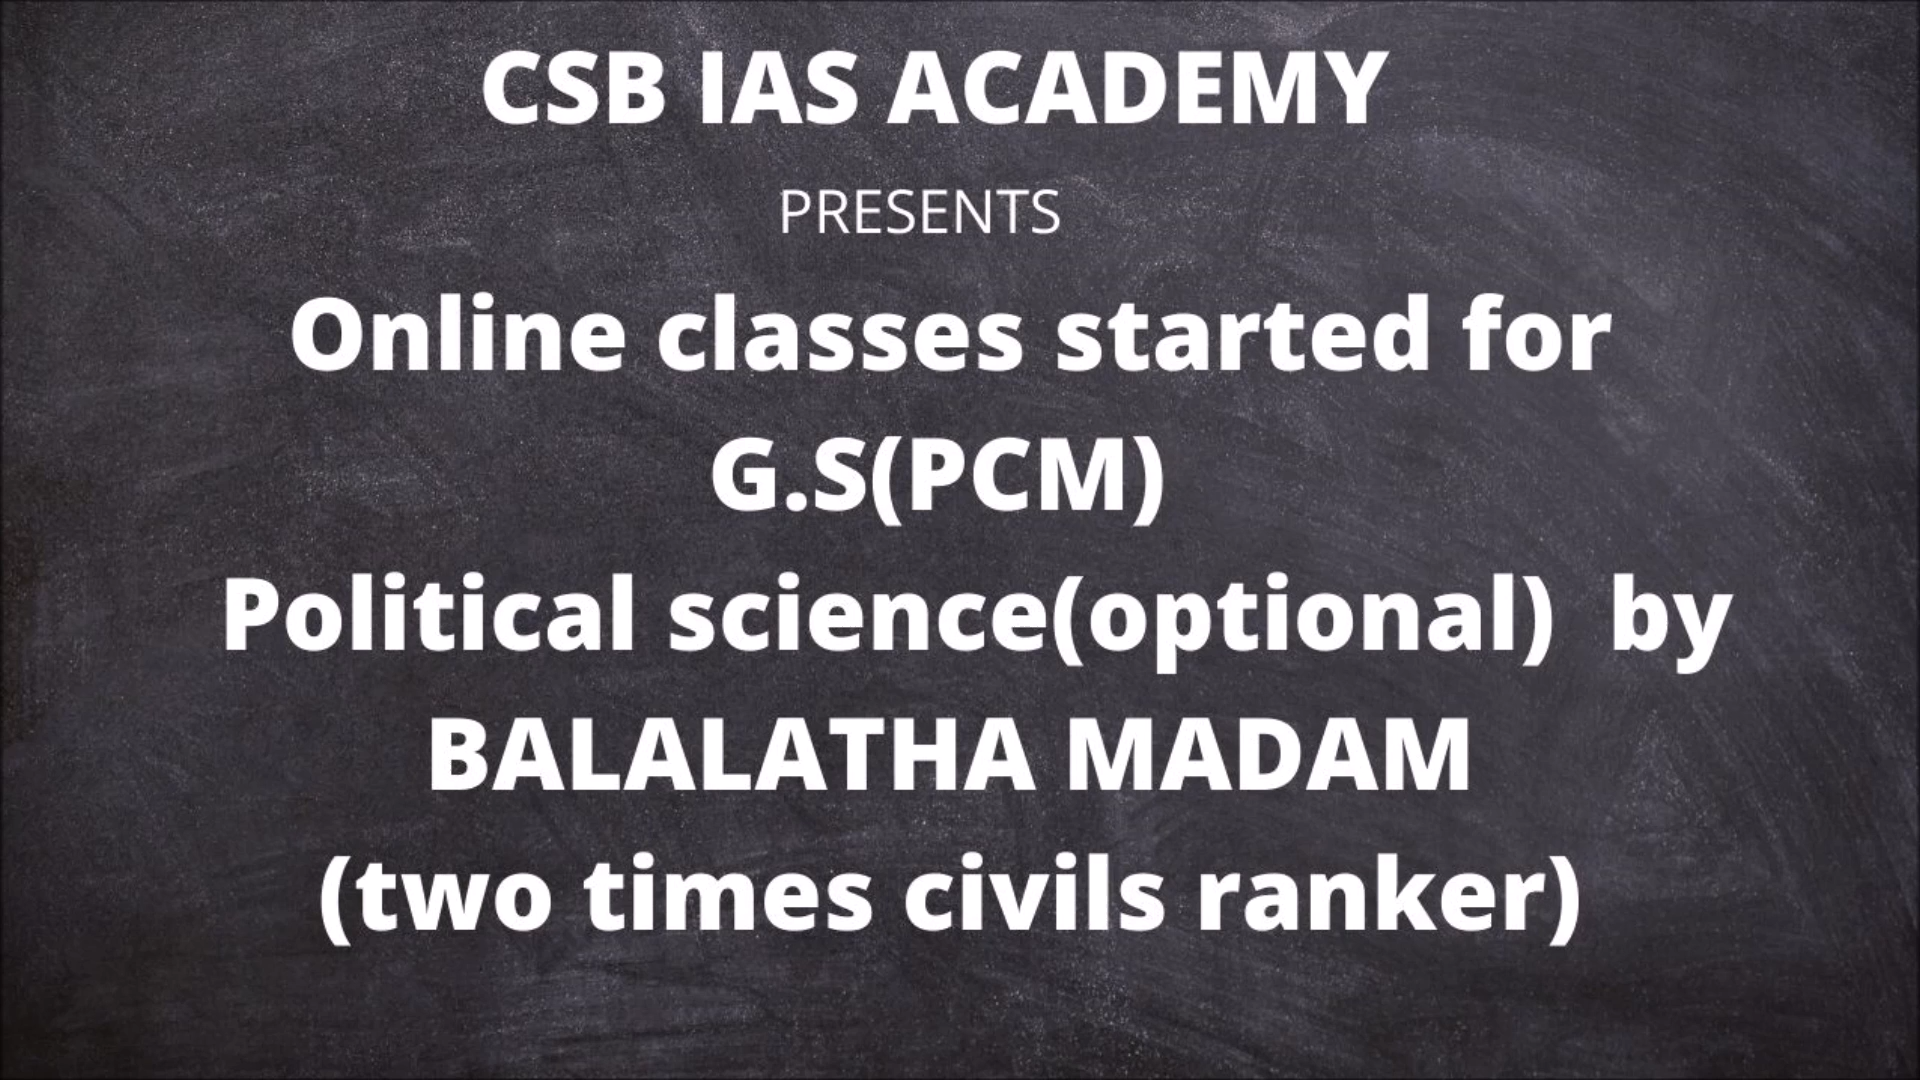 CSB IAS ACADEMY
PRESENTS
Online classes started for
G.S(PCM)
Political science(optional)  by
BALALATHA MADAM
(two times civils ranker)